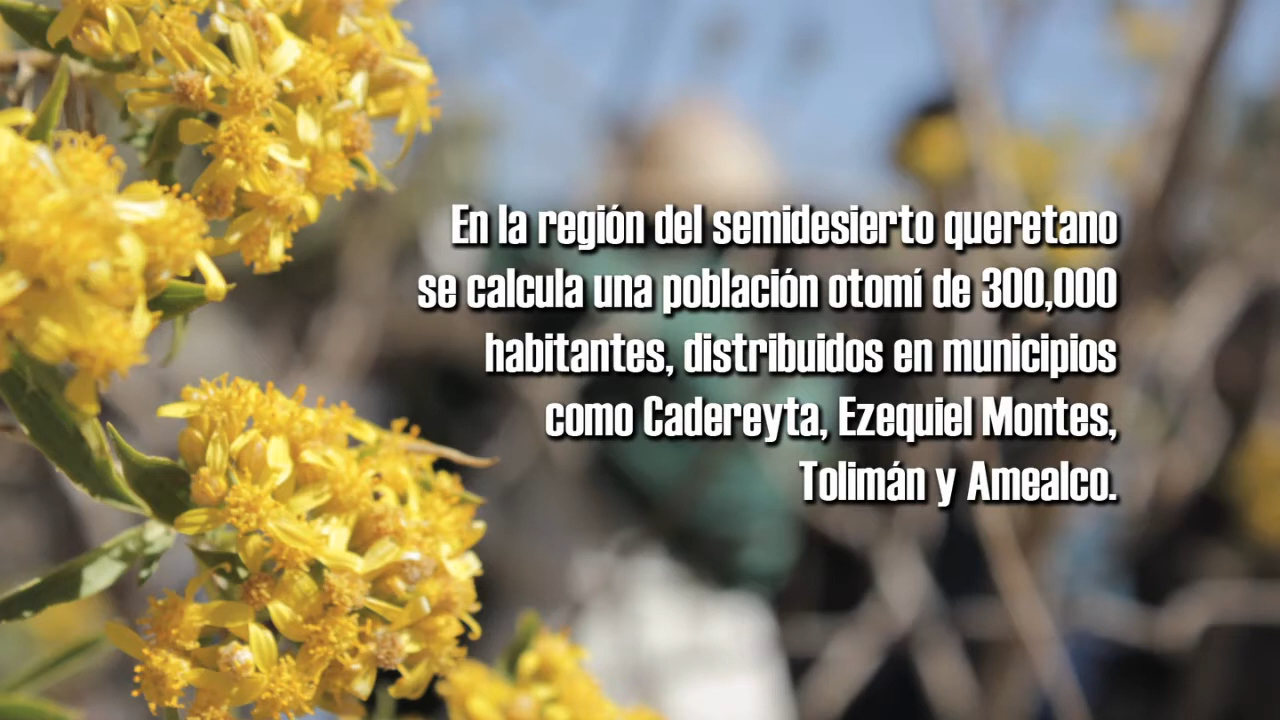 En la región del semidesierto queretano
se calcula una población otomí de 300,000
habitantes, distribuidos en municipios
como Cadereyta, Ezequiel Montes,
Tolimán y Amealco.